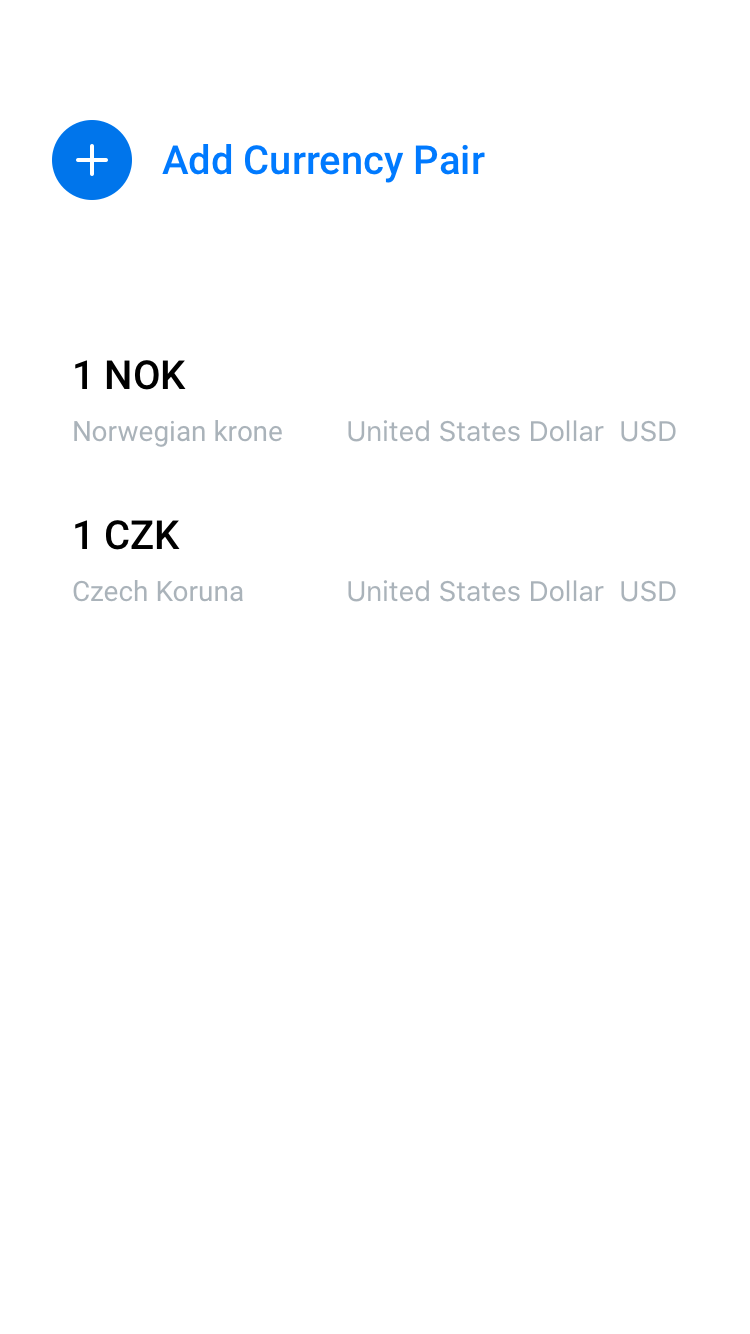 Add Currency Pair
1 NOK
Norwegian krone United States Dollar USD
1 CZK
Czech Koruna United States Dollar USD